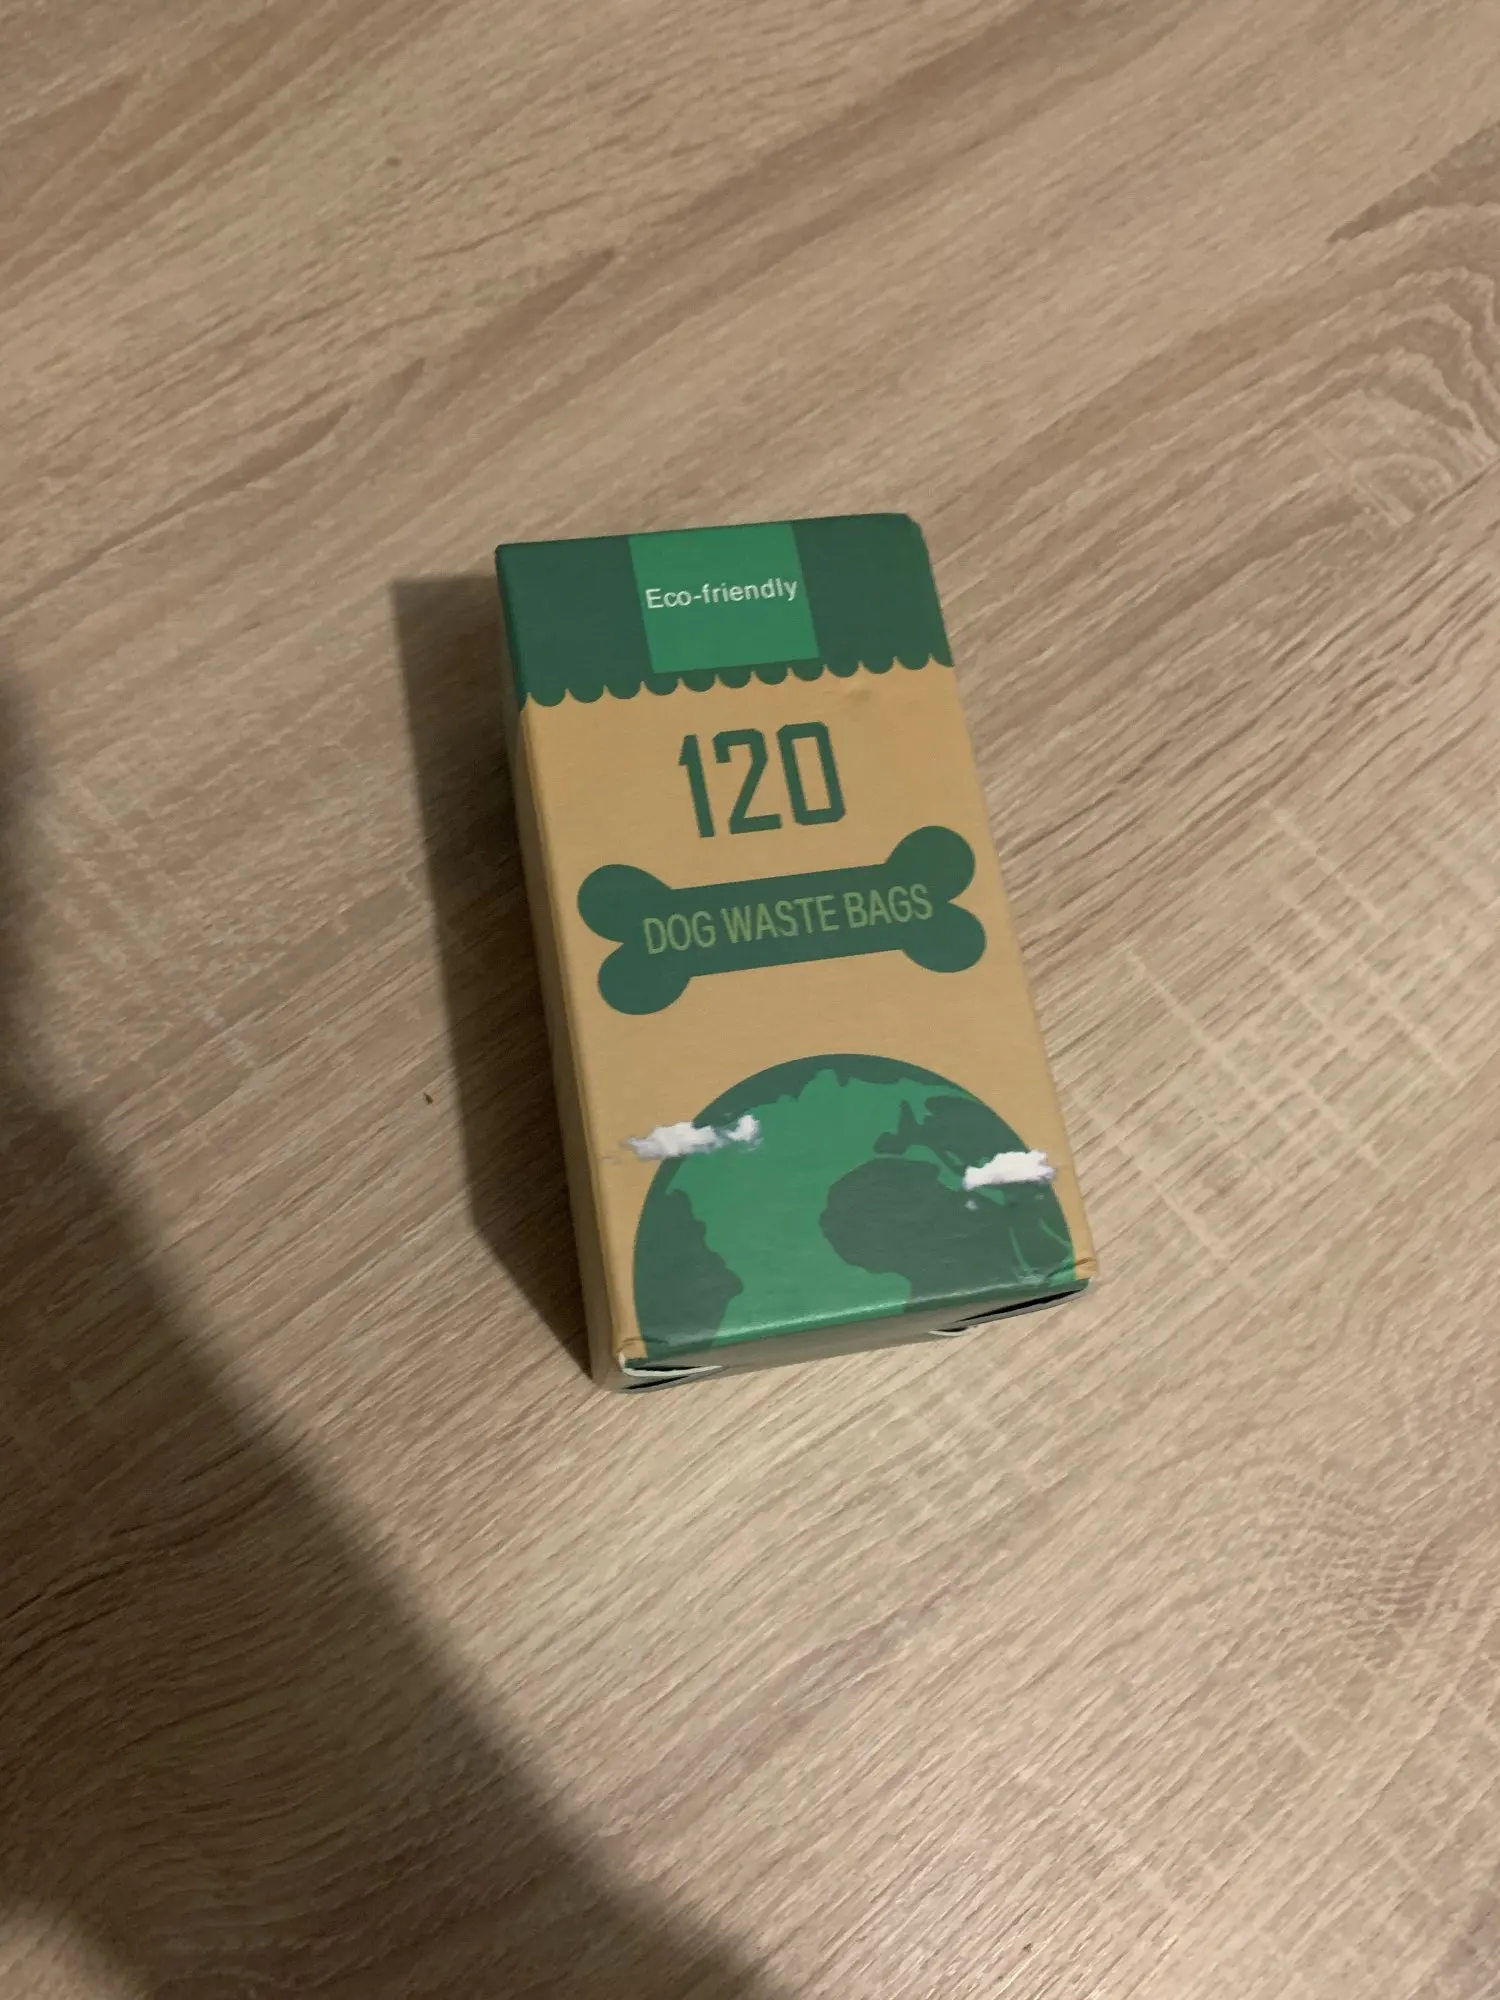 Eco-friendly
120
DOG WASTE BAGS